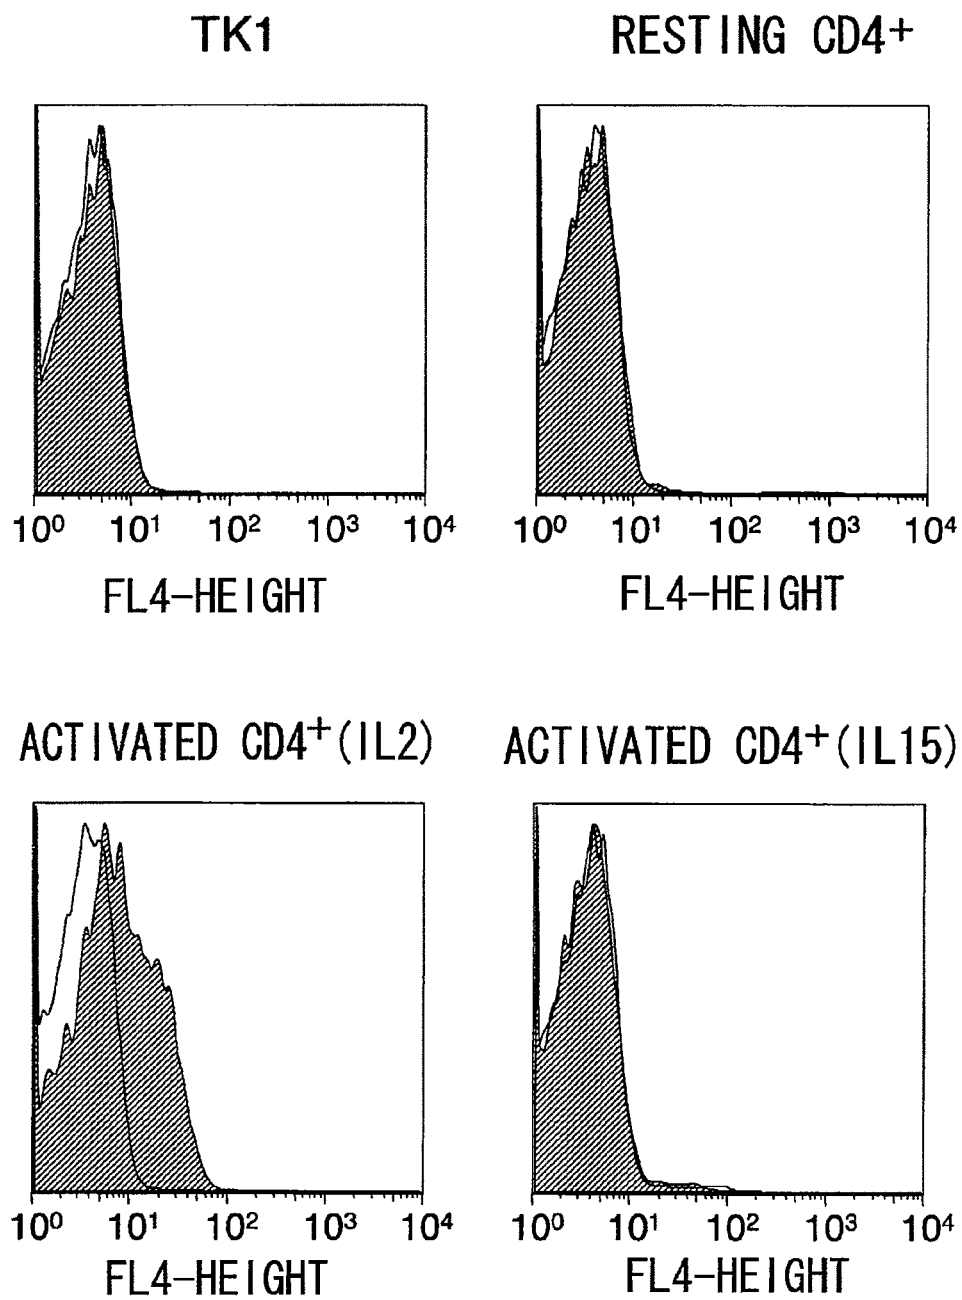 TK1
RESTING CD4+
10⁰ 10¹ 10² 10³ 10⁴
10⁰ 10¹ 10² 10³ 10⁴
FL4-HEIGHT
FL4-HEIGHT
ACTIVATED CD4+(IL2)
ACTIVATED CD4+(IL15)
10⁰ 10¹ 10² 10³ 10⁴
10⁰ 10¹ 10² 10³ 10⁴
FL4-HEIGHT
FL4-HEIGHT